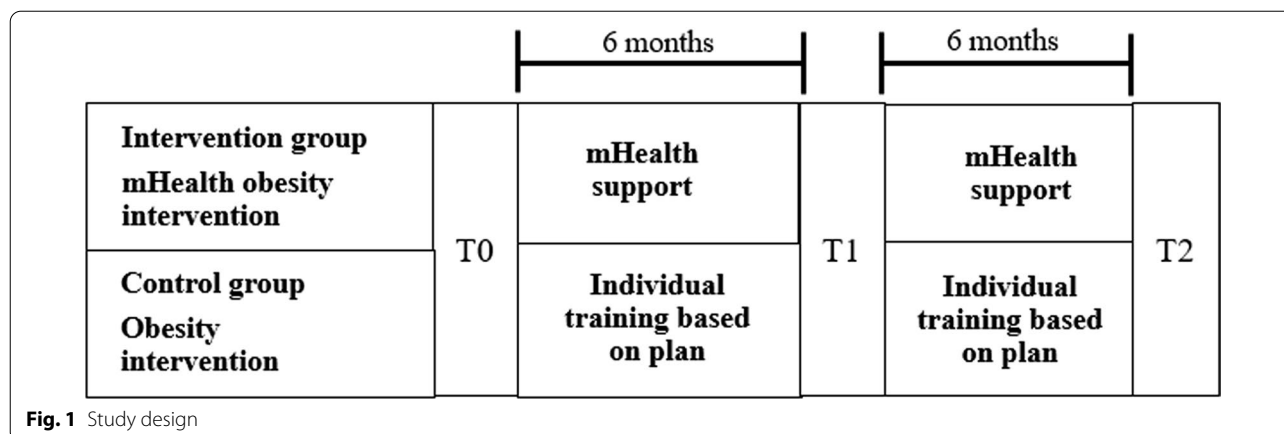 6 months
6 months
Intervention group
mHealth obesity
intervention
Control group
Obesity
intervention
T0
mHealth
support
Individual
training based
on plan
T1
mHealth
support
Individual
training based
on plan
T2
Fig. 1 Study design